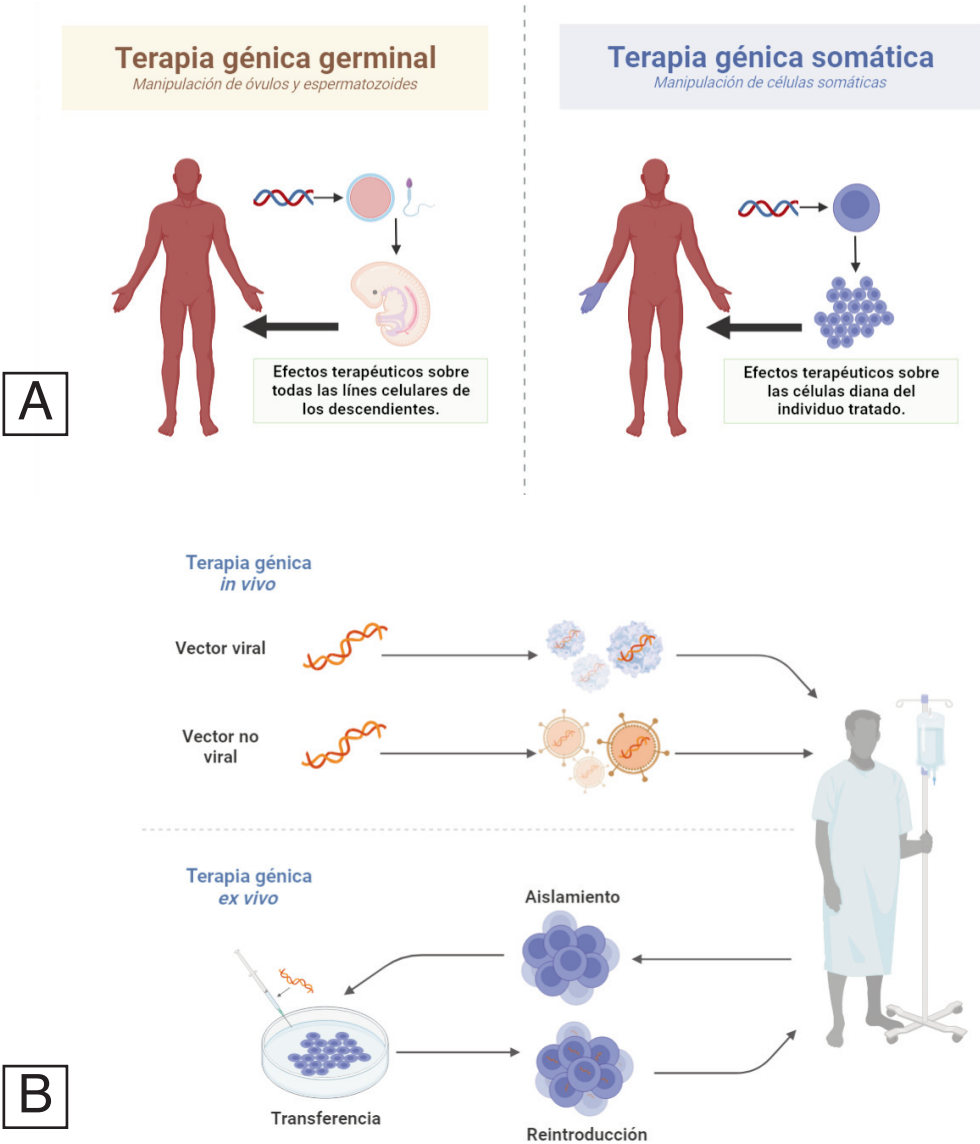 Terapia génica germinal
Manipulación de óvulos y espermatozoides
Efectos terapéuticos sobre
todas las línes celulares de
los descendientes.
Terapia génica somática
Manipulación de células somáticas
Efectos terapéuticos sobre
las células diana del
individuo tratado.
A
Terapia génica
in vivo
Vector viral
Vector no
viral
Terapia génica
ex vivo
Aislamiento
Transferencia
Reintroducción
B